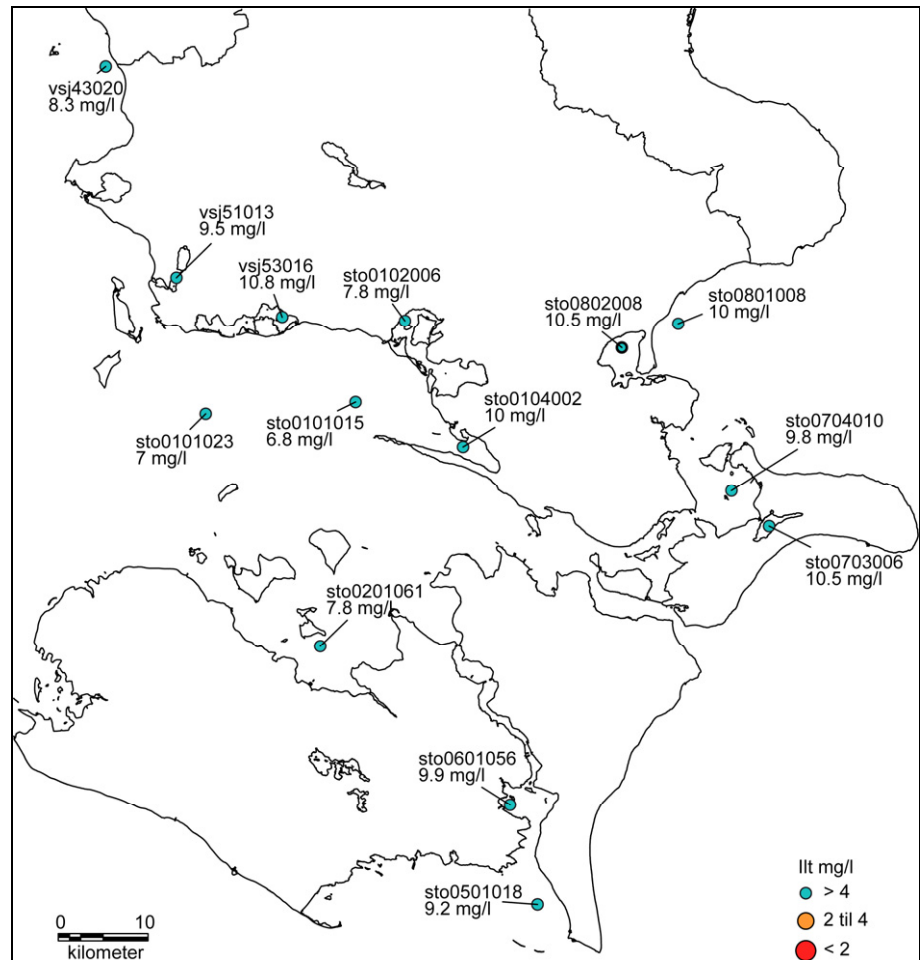 vsj43020
8.3 mg/l
vsj51013
9.5 mg/l
vsj53016
10.8 mg/l
sto0102006
7.8 mg/l
sto0802008
10.5 mg/l
sto0801008
10 mg/l
sto0101023
7 mg/l
sto0101015
6.8 mg/l
sto0104002
10 mg/l
sto0704010
9.8 mg/l
sto0703006
10.5 mg/l
sto0201061
7.8 mg/l
sto0601056
9.9 mg/l
sto0501018
9.2 mg/l
Ilt mg/l
> 4
2 til 4
< 2
0 10
kilometer